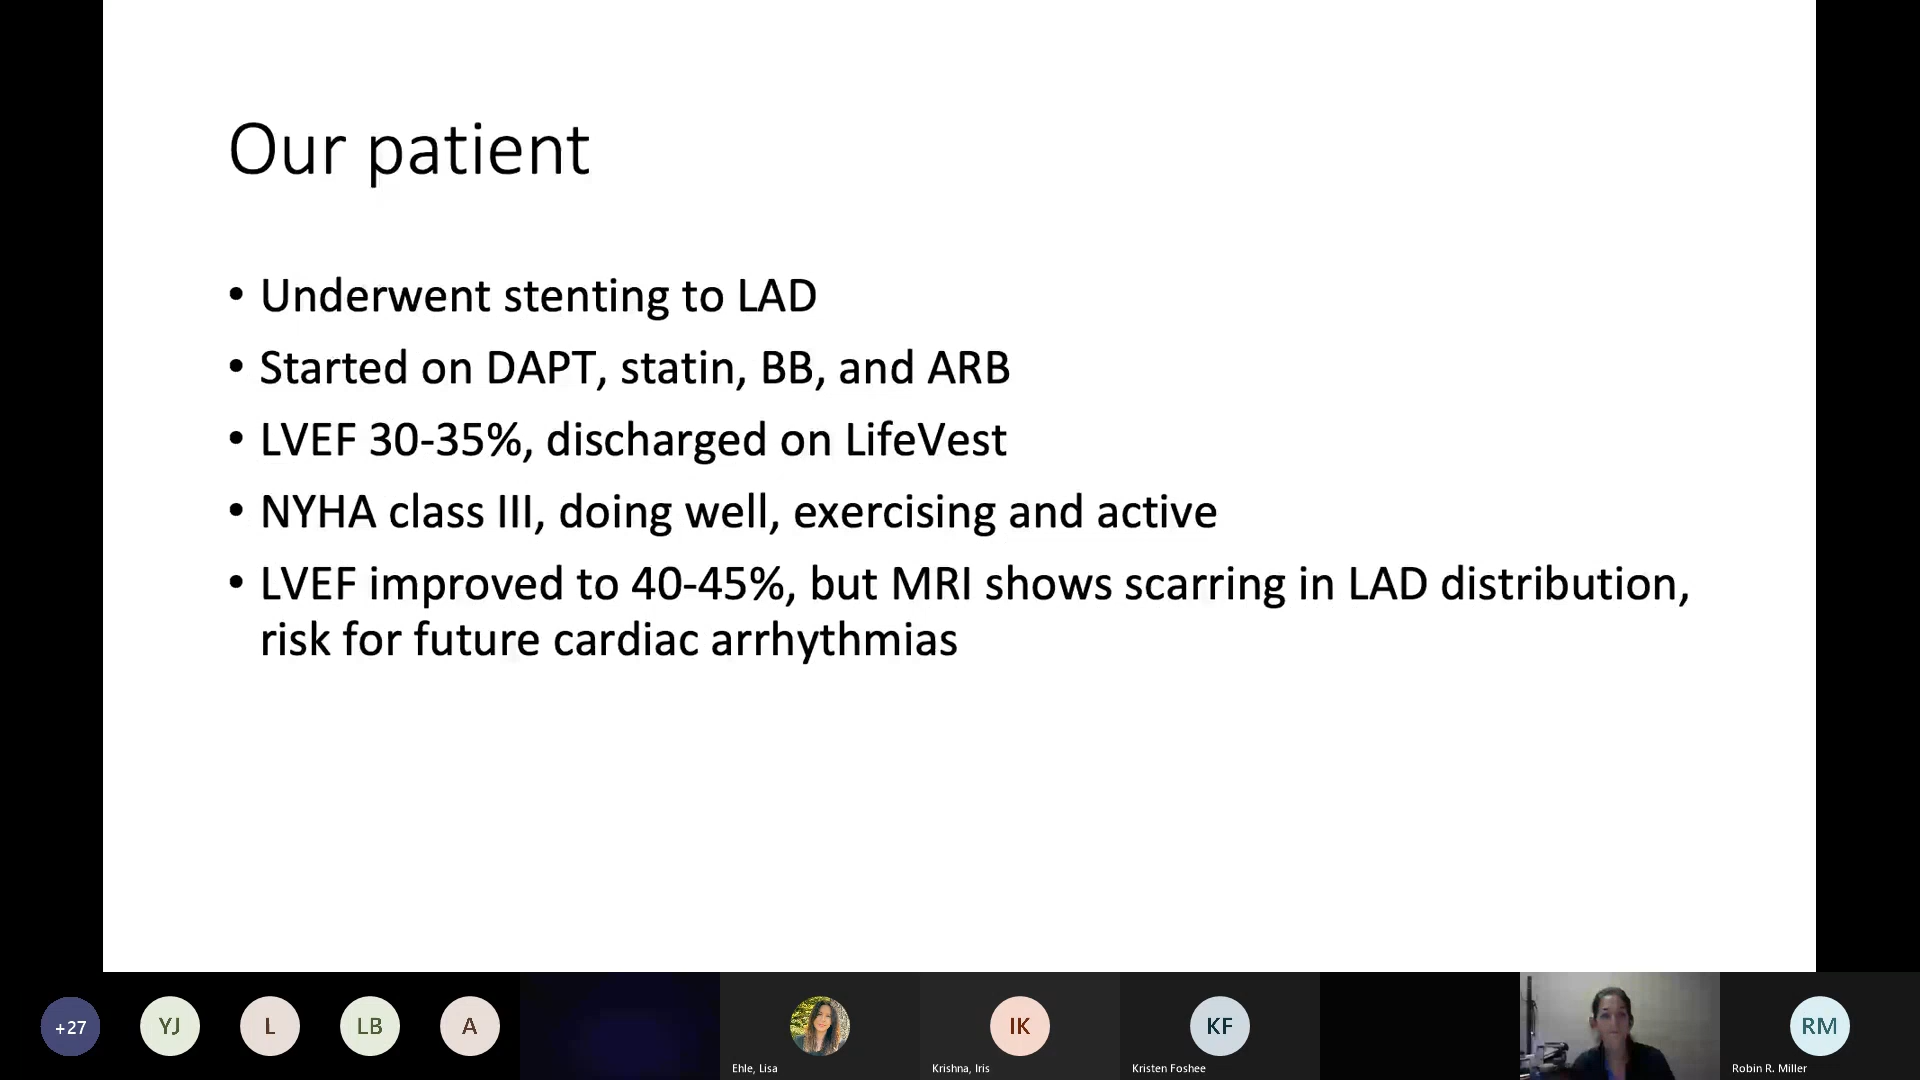 Our patient
• Underwent stenting to LAD
• Started on DAPT, statin, BB, and ARB
• LVEF 30-35%, discharged on LifeVest
• NYHA class III, doing well, exercising and active
• LVEF improved to 40-45%, but MRI shows scarring in LAD distribution,
risk for future cardiac arrhythmias
+27
YJ
L
LB
A
Ehle, Lisa
IK
Krishna, Iris
KF
Kristen Foshee
RM
Robin R. Miller